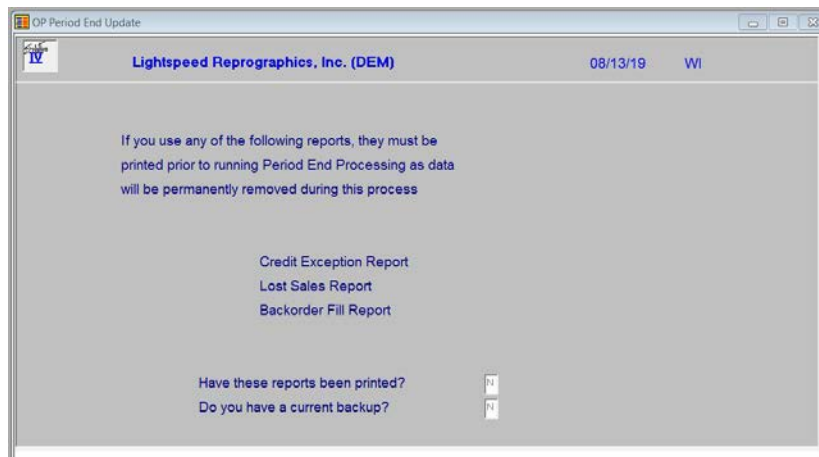 OP Period End Update
IV
Lightspeed Reprographics, Inc. (DEM) 08/13/19 WI
If you use any of the following reports, they must be
printed prior to running Period End Processing as data
will be permanently removed during this process
Credit Exception Report
Lost Sales Report
Backorder Fill Report
Have these reports been printed? N
Do you have a current backup? N